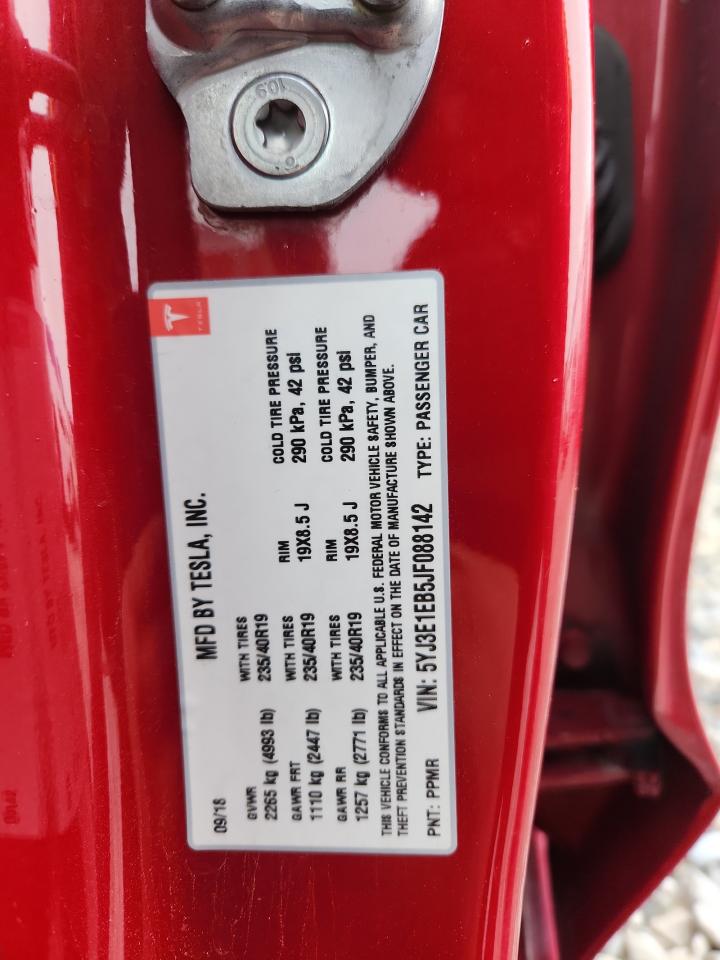 TESLA
MFD BY TESLA, INC.
09/18
GVWR WITH TIRES RIM COLD TIRE PRESSURE
2265 kg (4993 lb) 235/40R19 19X8.5 J 290 kPa, 42 psi
GAWR FRT WITH TIRES RIM COLD TIRE PRESSURE
1110 kg (2447 lb) 235/40R19 19X8.5 J 290 kPa, 42 psi
GAWR RR WITH TIRES
1257 kg (2771 lb) 235/40R19
THIS VEHICLE CONFORMS TO ALL APPLICABLE U.S. FEDERAL MOTOR VEHICLE SAFETY, BUMPER, AND
THEFT PREVENTION STANDARDS IN EFFECT ON THE DATE OF MANUFACTURE SHOWN ABOVE.
PNT: PPMR VIN: 5YJ3E1EB5JF088142 TYPE: PASSENGER CAR
10.9